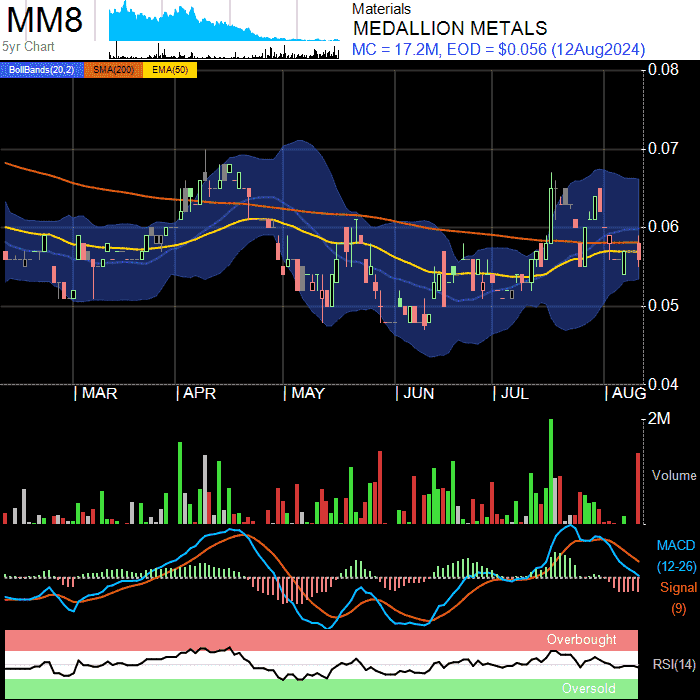 MM8
5yr Chart
Materials
MEDALLION METALS
MC = 17.2M, EOD = $0.056 (12Aug2024)
BollBands(20,2) SMA(200) EMA(50)
0.08
0.07
0.06
0.05
0.04
MAR APR MAY JUN JUL AUG
2M
Volume
MACD
(12-26)
Signal
(9)
Overbought
RSI(14)
Oversold